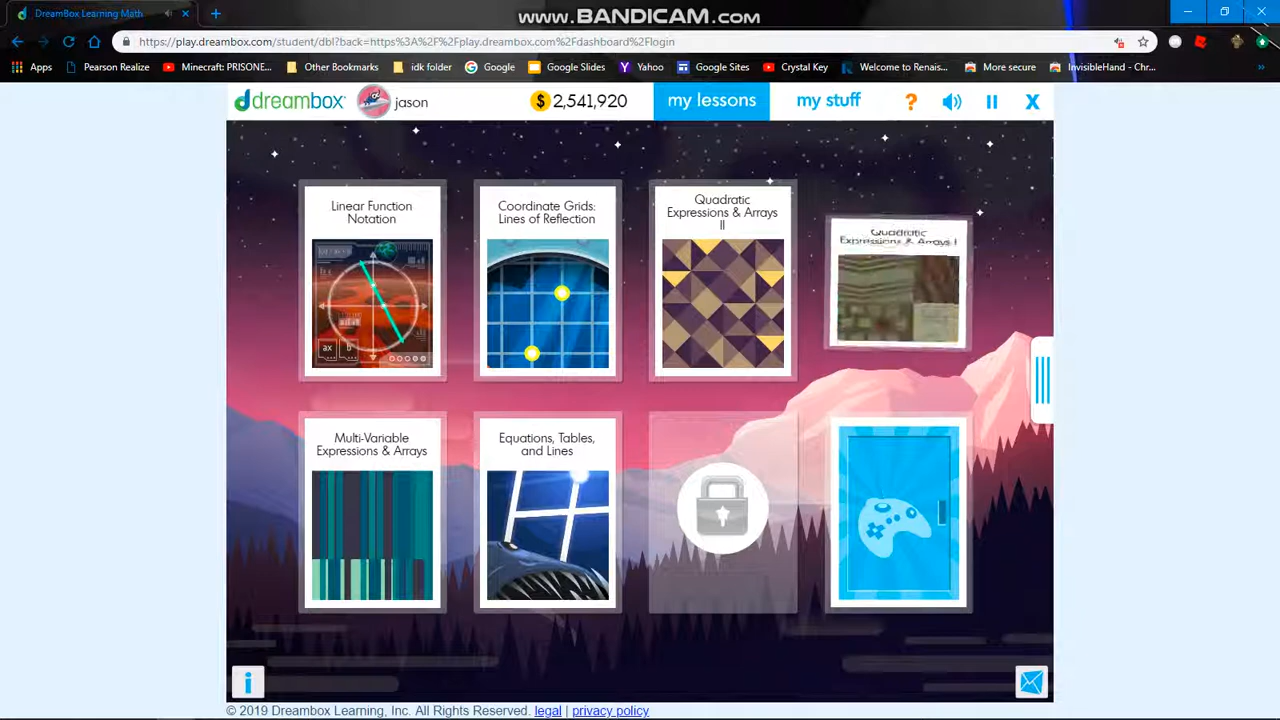 www.BANDICAM.com
DreamBox Learning Math
https://play.dreambox.com/student/dbl?back=https%3A%2F%2Fplay.dreambox.com%2Fdashboard%2Flogin
Apps Pearson Realize Minecraft: PRISONE... Other Bookmarks idk folder Google Google Slides Yahoo Google Sites Crystal Key Welcome to Renais... More secure InvisibleHand - Chr... »
dreambox jason $ 2,541,920 my lessons my stuff ? X
Linear Function
Notation
Coordinate Grids:
Lines of Reflection
Quadratic
Expressions & Arrays
II
Quadratic
Expressions & Arrays I
ax b
Multi-Variable
Expressions & Arrays
Equations, Tables,
and Lines
i
© 2019 Dreambox Learning, Inc. All Rights Reserved. legal | privacy policy